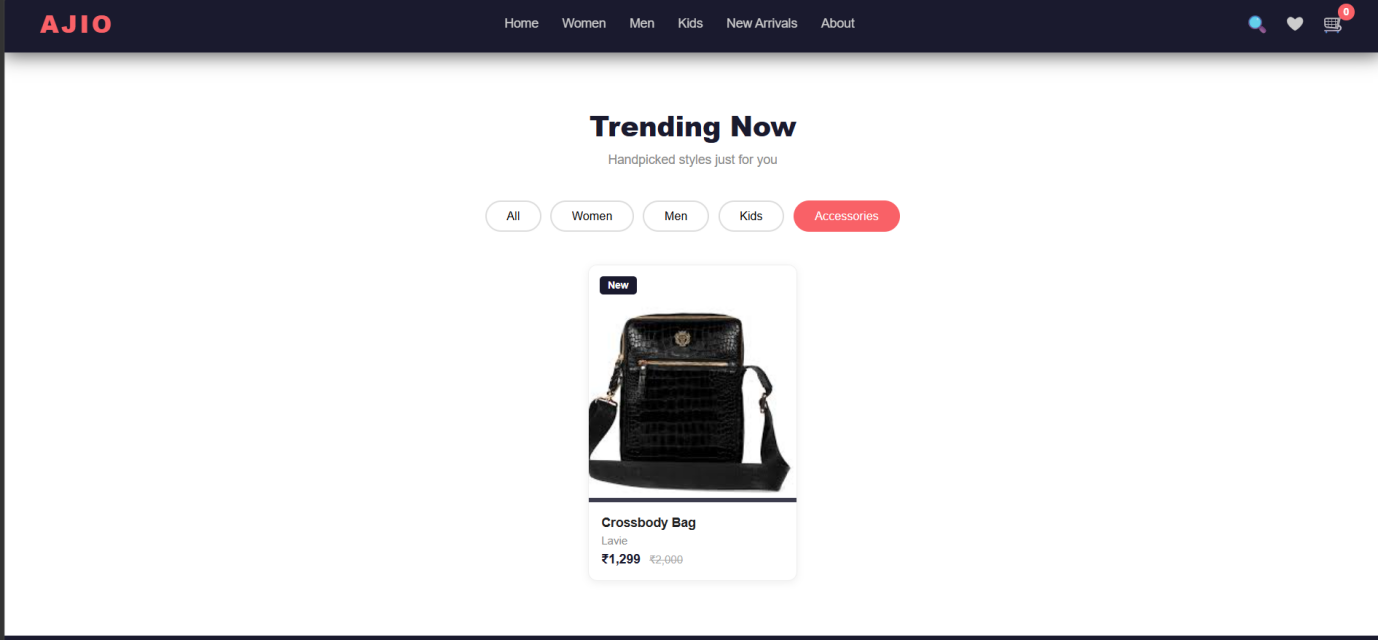 AJIO
Home Women Men Kids New Arrivals About
0
Trending Now
Handpicked styles just for you
All Women Men Kids Accessories
New
Crossbody Bag
Lavie
₹1,299 ₹2,000